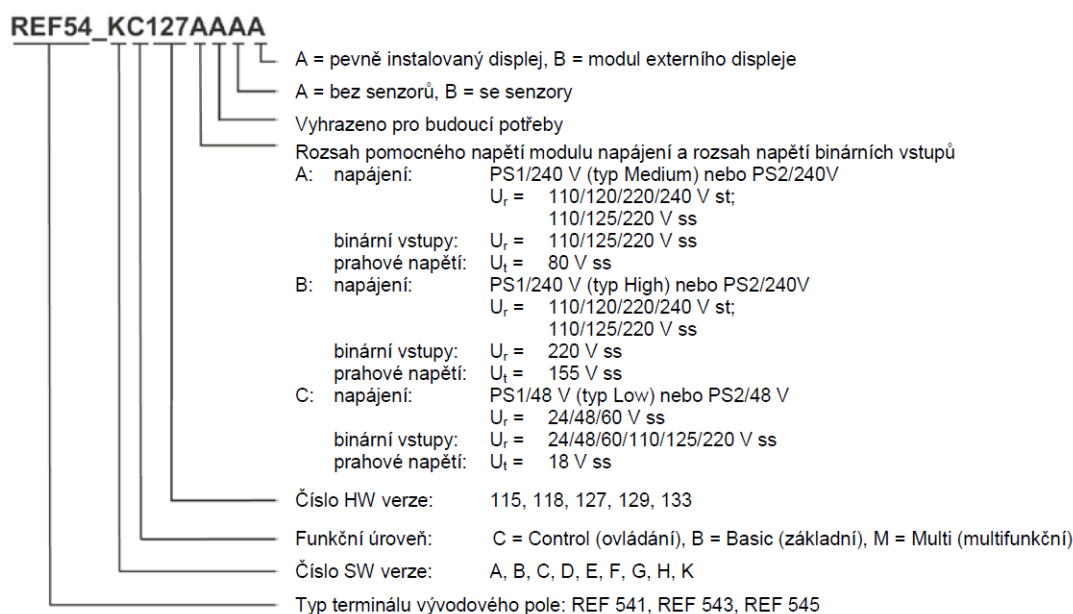 REF54_KC127AAAA
A = pevně instalovaný displej, B = modul externího displeje
A = bez senzorů, B = se senzory
Vyhrazeno pro budoucí potřeby
Rozsah pomocného napětí modulu napájení a rozsah napětí binárních vstupů
A: napájení: PS1/240 V (typ Medium) nebo PS2/240V
Ur = 110/120/220/240 V st;
110/125/220 V ss
binární vstupy: Ur = 110/125/220 V ss
prahové napětí: Ut = 80 V ss
B: napájení: PS1/240 V (typ High) nebo PS2/240V
Ur = 110/120/220/240 V st;
110/125/220 V ss
binární vstupy: Ur = 220 V ss
prahové napětí: Ut = 155 V ss
C: napájení: PS1/48 V (typ Low) nebo PS2/48 V
Ur = 24/48/60 V ss
binární vstupy: Ur = 24/48/60/110/125/220 V ss
prahové napětí: Ut = 18 V ss
Číslo HW verze: 115, 118, 127, 129, 133
Funkční úroveň: C = Control (ovládání), B = Basic (základní), M = Multi (multifunkční)
Číslo SW verze: A, B, C, D, E, F, G, H, K
Typ terminálu vývodového pole: REF 541, REF 543, REF 545